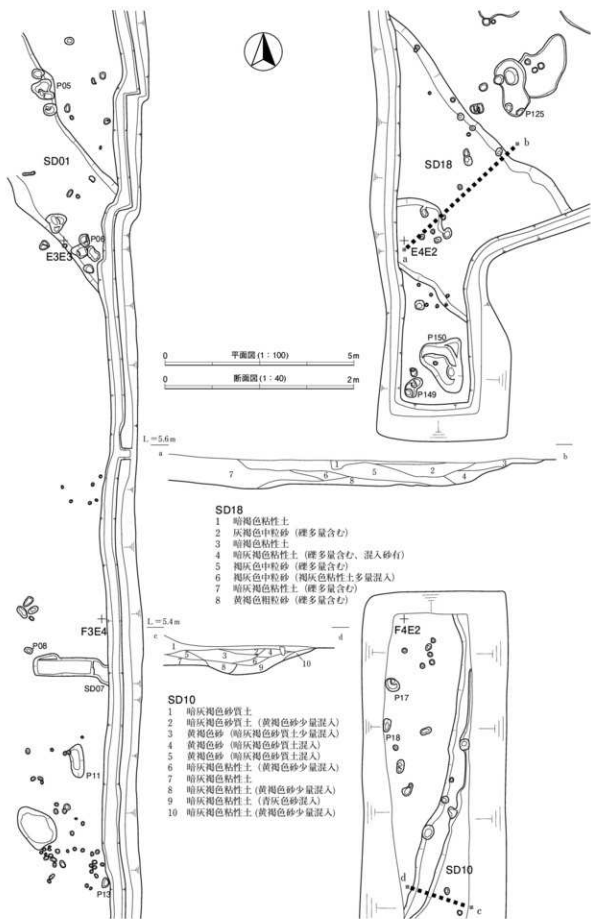 P05
SD01
P06
E3E3
P125
b
SD18
E4E2
a
P150
P149
0 平面図(1：100) 5m
0 断面図(1：40) 2m
L =5.6m
a b
1 2 3 4 5 6 7 8
SD18
1 暗褐色粘性土
2 灰褐色中粒砂（礫多量含む）
3 暗褐色粘性土
4 暗灰褐色粘性土（礫多量含む、混入砂有）
5 褐灰色中粒砂（礫多量含む）
6 褐灰色中粒砂（褐灰色粘性土多量混入）
7 暗灰褐色粘性土（礫多量含む）
8 黄褐色粗粒砂（礫多量含む）
F3E4
P08
SD07
P11
P13
L =5.4m
c d
1 3 4 5 6 8 9 10
SD10
1 暗灰褐色砂質土
2 暗灰褐色砂質土（黄褐色砂少量混入）
3 黄褐色砂（暗灰褐色砂質土少量混入）
4 黄褐色砂（暗灰褐色砂質土混入）
5 黄褐色砂（暗灰褐色砂質土混入）
6 暗灰褐色粘性土（黄褐色砂少量混入）
7 暗灰褐色粘性土
8 暗灰褐色粘性土（黄褐色砂少量混入）
9 暗灰褐色粘性土（青灰色砂混入）
10 暗灰褐色粘性土（黄褐色砂少量混入）
F4E2
P17
P18
SD10
d
c